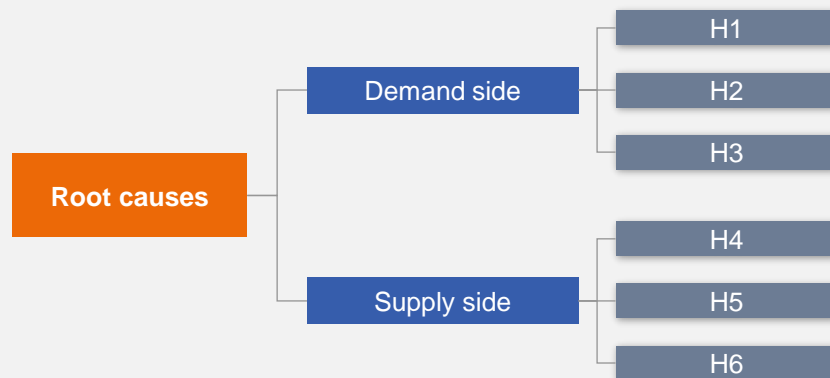 Root causes
Demand side
H1
H2
H3
Supply side
H4
H5
H6